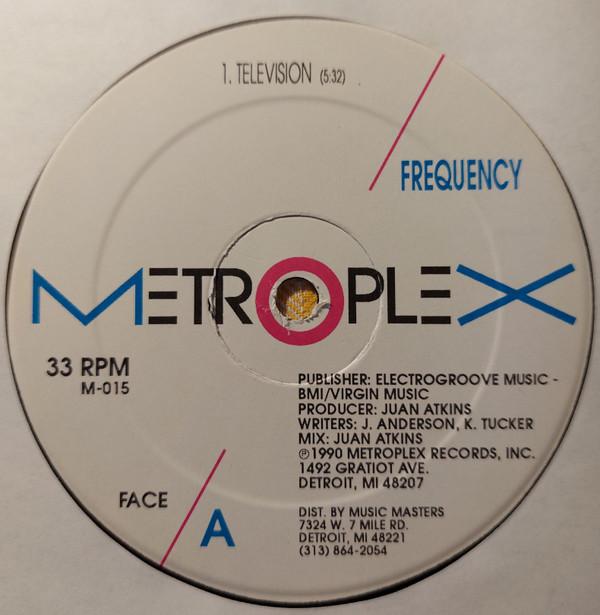 1. TELEVISION (5:32)
FREQUENCY
METROPLEX
33 RPM
M-015
PUBLISHER: ELECTROGROOVE MUSIC -
BMI/VIRGIN MUSIC
PRODUCER: JUAN ATKINS
WRITERS: J. ANDERSON, K. TUCKER
MIX: JUAN ATKINS
℗1990 METROPLEX RECORDS, INC.
1492 GRATIOT AVE.
DETROIT, MI 48207
FACE
A
DIST. BY MUSIC MASTERS
7324 W. 7 MILE RD.
DETROIT, MI 48221
(313) 864-2054